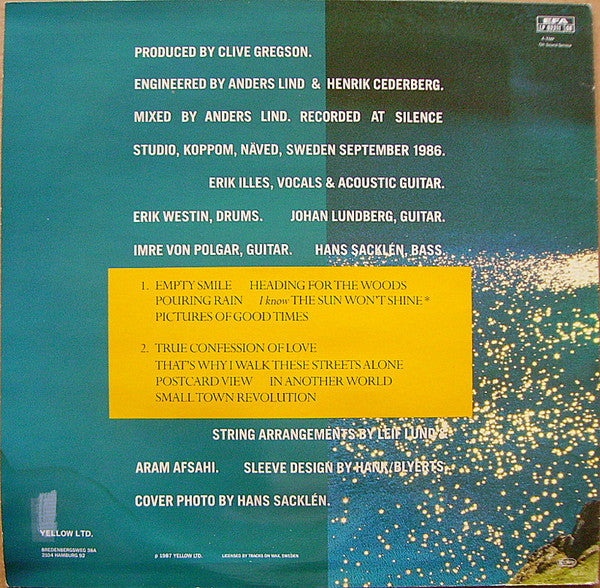 EFA
PRODUCED BY CLIVE GREGSON.
ENGINEERED BY ANDERS LIND & HENRIK CEDERBERG.
MIXED BY ANDERS LIND. RECORDED AT SILENCE
STUDIO, KOPPOM, NÄVED, SWEDEN SEPTEMBER 1986.
ERIK ILLES, VOCALS & ACOUSTIC GUITAR.
ERIK WESTIN, DRUMS. JOHAN LUNDBERG, GUITAR.
IMRE VON POLGAR, GUITAR. HANS SACKLÉN, BASS
1. EMPTY SMILE HEADING FOR THE WOODS
POURING RAIN I know THE SUN WON'T SHINE*
PICTURES OF GOOD TIMES
2. TRUE CONFESSION OF LOVE
THAT'S WHY I WALK THESE STREETS ALONE
POSTCARD VIEW IN ANOTHER WORLD
SMALL TOWN REVOLUTION
STRING ARRANGEMENTS BY LEIF LUND &
ARAM AFSAHI. SLEEVE DESIGN BY HANK/BLYERTS.
COVER PHOTO BY HANS SACKLÉN.
YELLOW LTD.
BREDENBERGSWEG 38A
2104 HAMBURG 92
p 1987 YELLOW LTD. LICENSED BY TRACKS ON WAX, SWEDEN